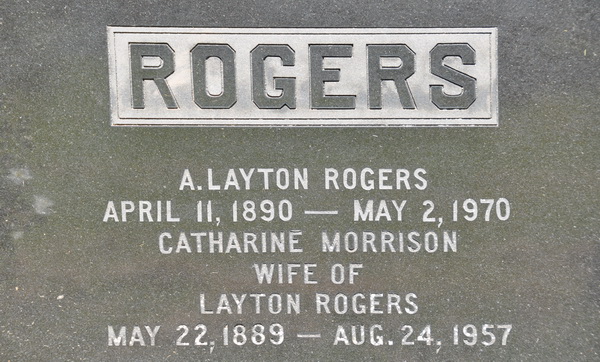 ROGERS
A. LAYTON ROGERS
APRIL 11, 1890 — MAY 2, 1970
CATHARINE MORRISON
WIFE OF
LAYTON ROGERS
MAY 22, 1889 — AUG. 24, 1957